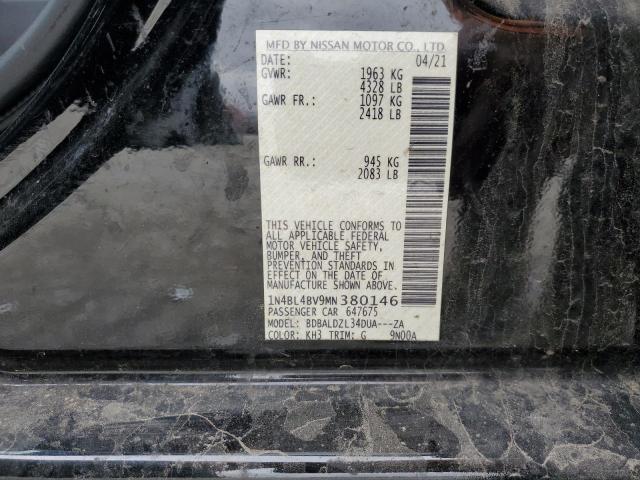 MFD BY NISSAN MOTOR CO., LTD.
DATE: 04/21
GVWR: 1963 KG
4328 LB
GAWR FR.: 1097 KG
2418 LB
GAWR RR.: 945 KG
2083 LB
THIS VEHICLE CONFORMS TO
ALL APPLICABLE FEDERAL
MOTOR VEHICLE SAFETY,
BUMPER, AND THEFT
PREVENTION STANDARDS IN
EFFECT ON THE DATE OF
MANUFACTURE SHOWN ABOVE.
1N4BL4BV9MN380146
PASSENGER CAR 647675
MODEL: BDBALDZL34DUA---ZA
COLOR: KH3 TRIM: G 9N00A